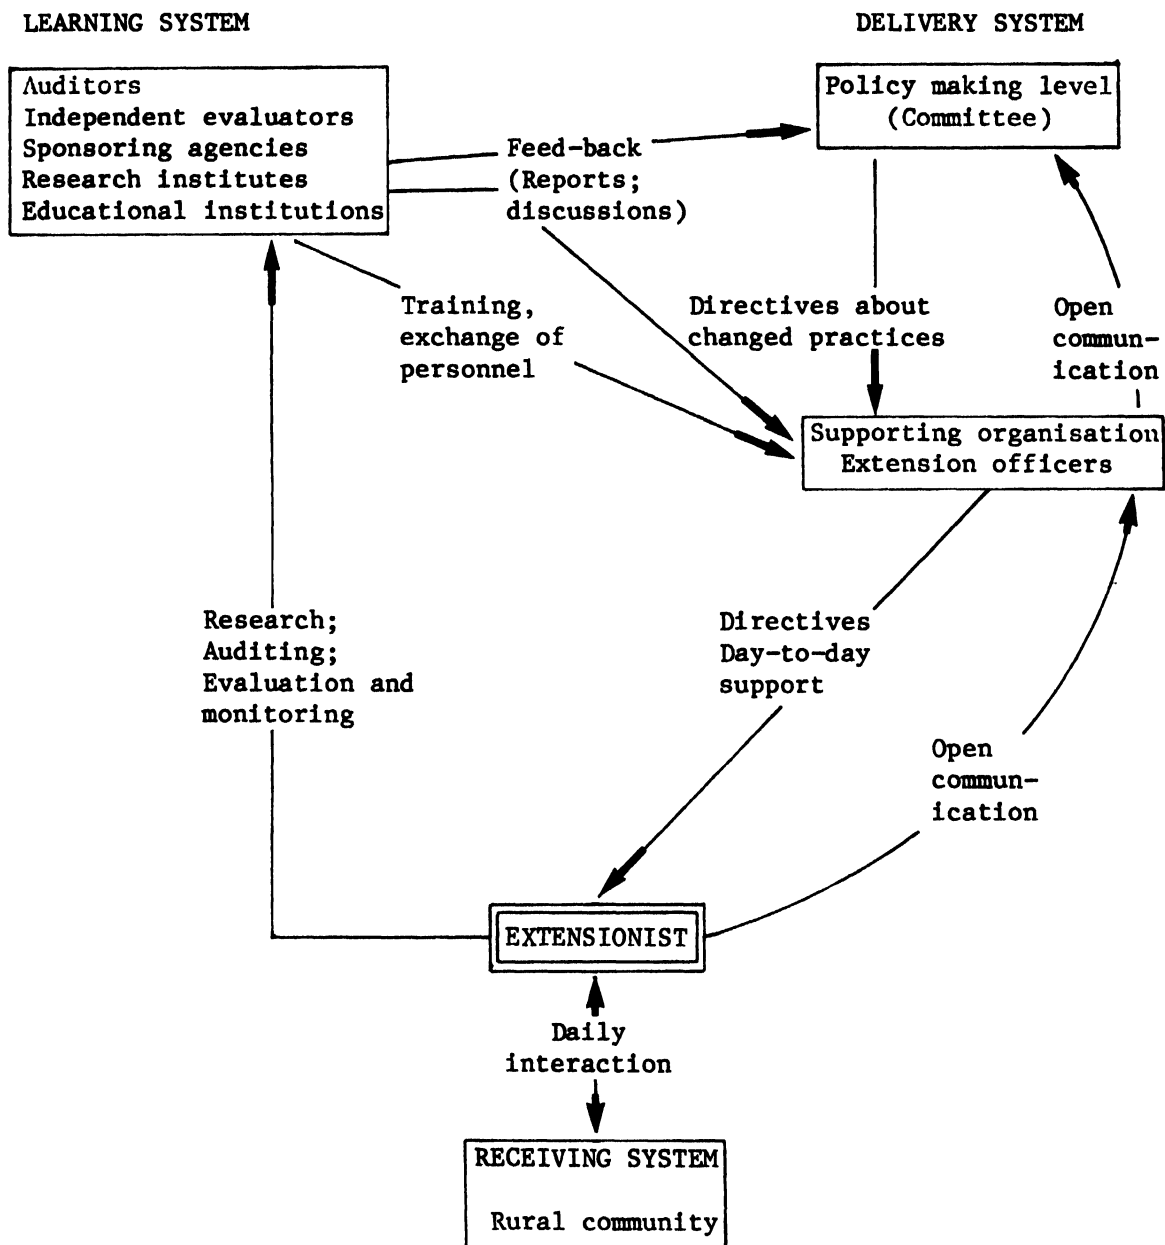 LEARNING SYSTEM
DELIVERY SYSTEM
Auditors
Independent evaluators
Sponsoring agencies
Research institutes
Educational institutions
Feed-back
(Reports;
discussions)
Policy making level
(Committee)
Training,
exchange of
personnel
Directives about
changed practices
Open
commun-
ication
Supporting organisation
Extension officers
Research;
Auditing;
Evaluation and
monitoring
Directives
Day-to-day
support
Open
commun-
ication
EXTENSIONIST
Daily
interaction
RECEIVING SYSTEM
Rural community